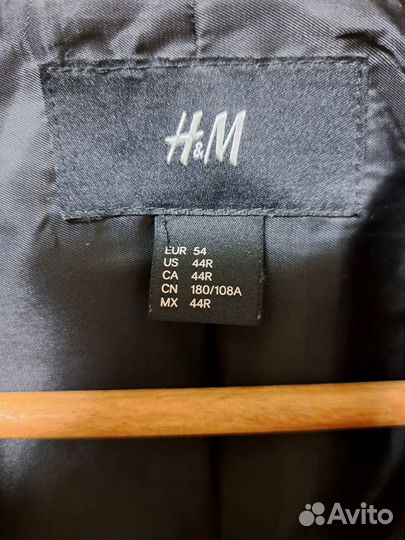 H&M
EUR 54
US 44R
CA 44R
CN 180/108A
MX 44R
Avito